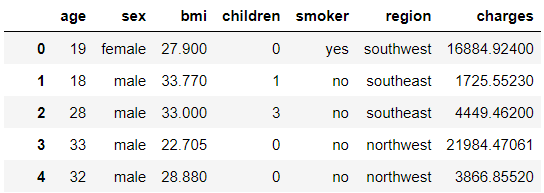 age sex bmi children smoker region charges
0 19 female 27.900 0 yes southwest 16884.92400
1 18 male 33.770 1 no southeast 1725.55230
2 28 male 33.000 3 no southeast 4449.46200
3 33 male 22.705 0 no northwest 21984.47061
4 32 male 28.880 0 no northwest 3866.85520